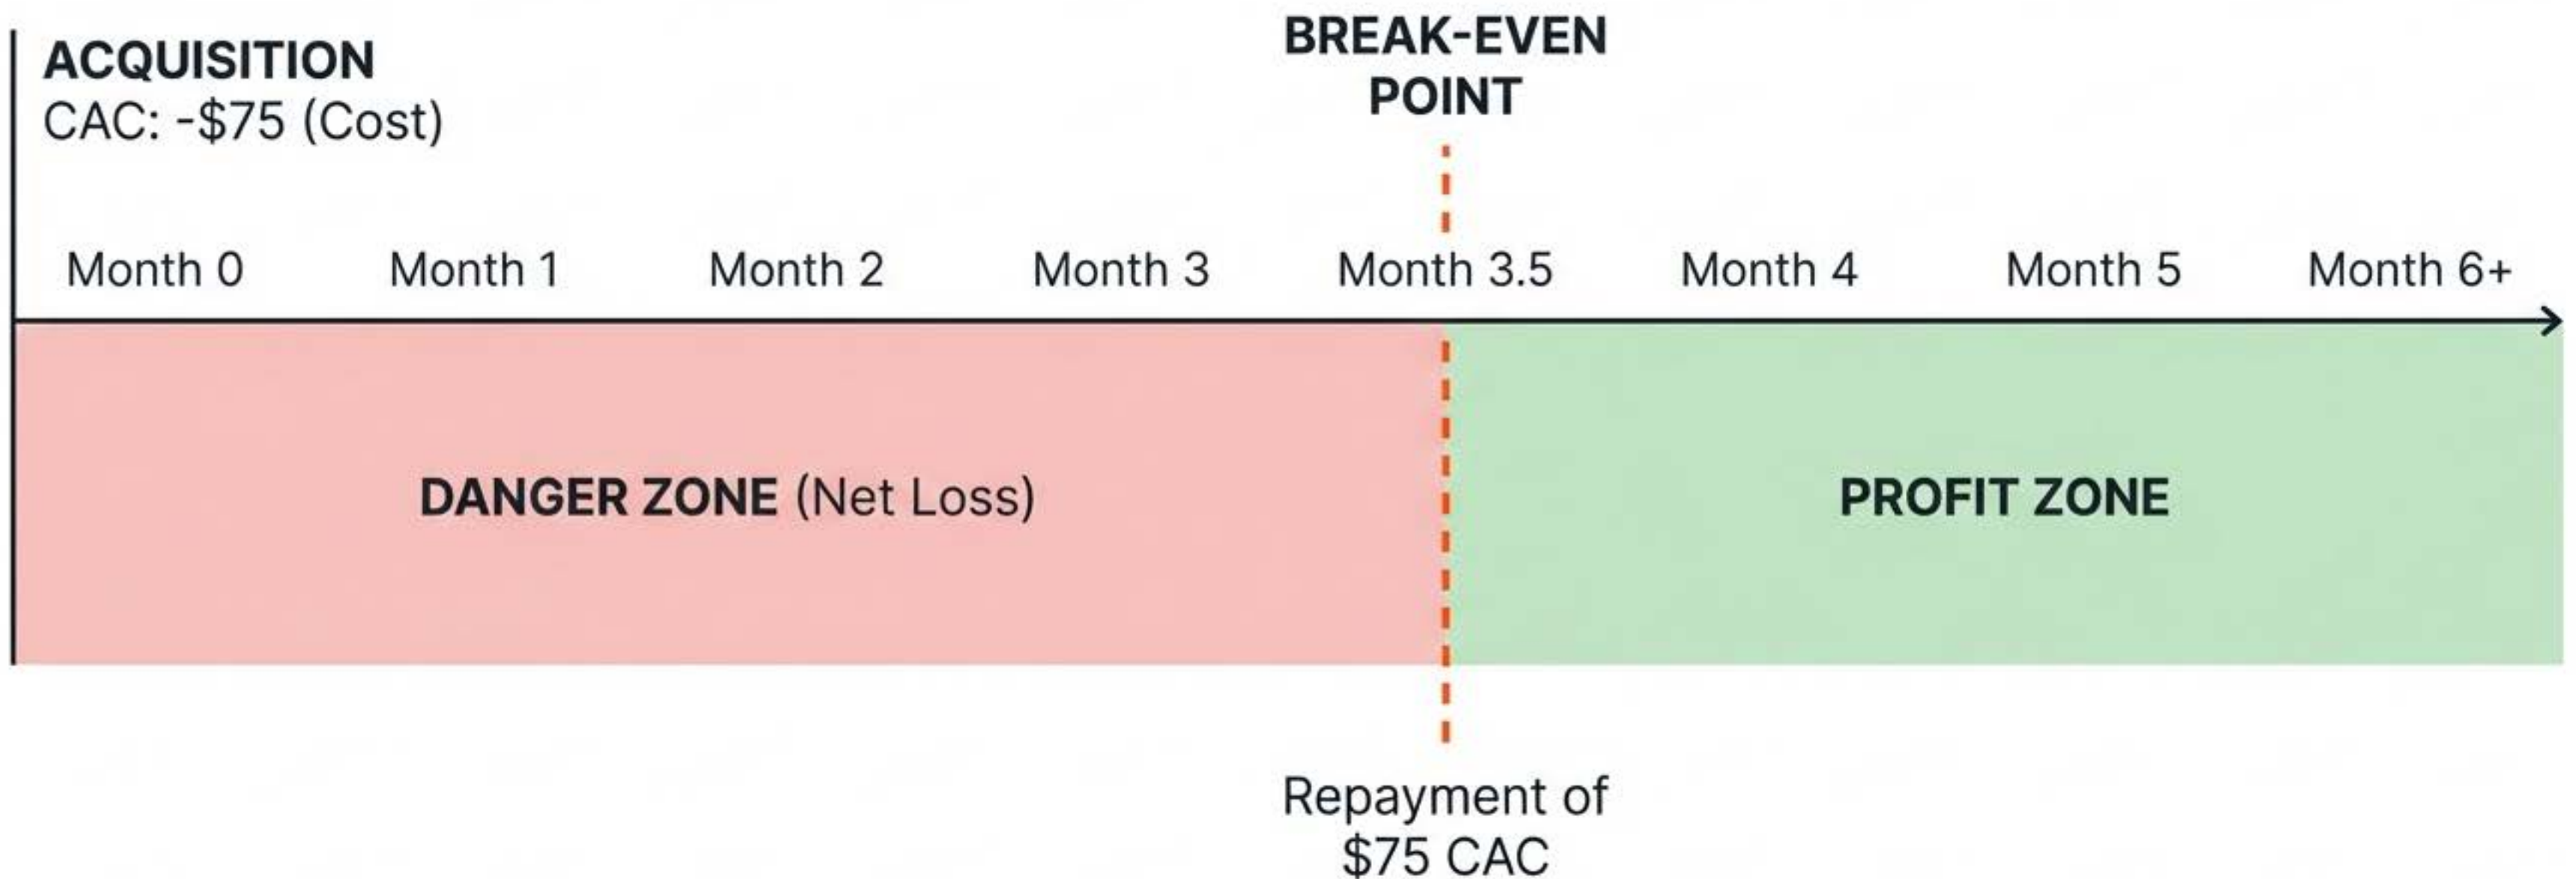 ACQUISITION
CAC: -$75 (Cost)
BREAK-EVEN
POINT
Month 0 Month 1 Month 2 Month 3 Month 3.5 Month 4 Month 5 Month 6+
DANGER ZONE (Net Loss) PROFIT ZONE
Repayment of
$75 CAC